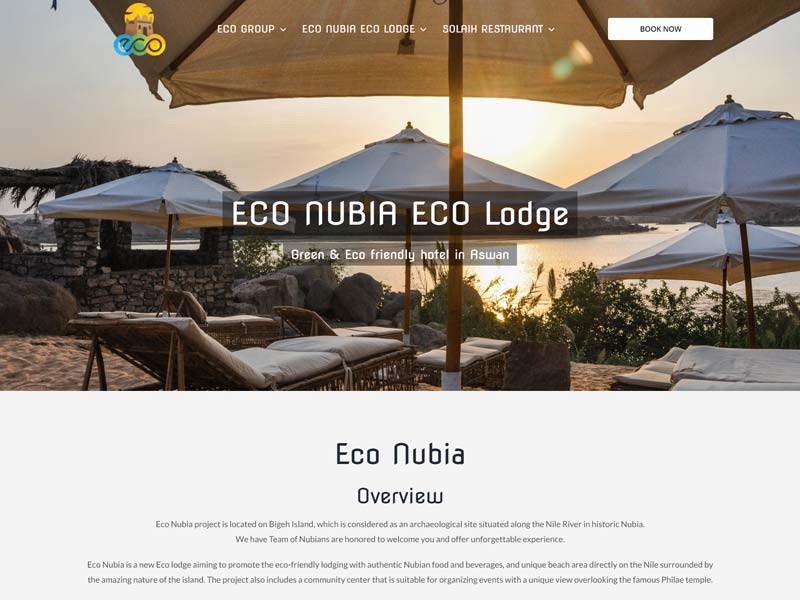 eco
ECO GROUP
ECO NUBIA ECO LODGE
SOLAIH RESTAURANT
BOOK NOW
ECO NUBIA ECO Lodge
Green & Eco friendly hotel in Aswan
Eco Nubia
Overview
Eco Nubia project is located on Bigeh Island, which is considered as an archaeological site situated along the Nile River in historic Nubia.
We have Team of Nubians are honored to welcome you and offer unforgettable experience.
Eco Nubia is a new Eco lodge aiming to promote the eco-friendly lodging with authentic Nubian food and beverages, and unique beach area directly on the Nile surrounded by
the amazing nature of the island. The project also includes a community center that is suitable for organizing events with a unique view overlooking the famous Philae temple.